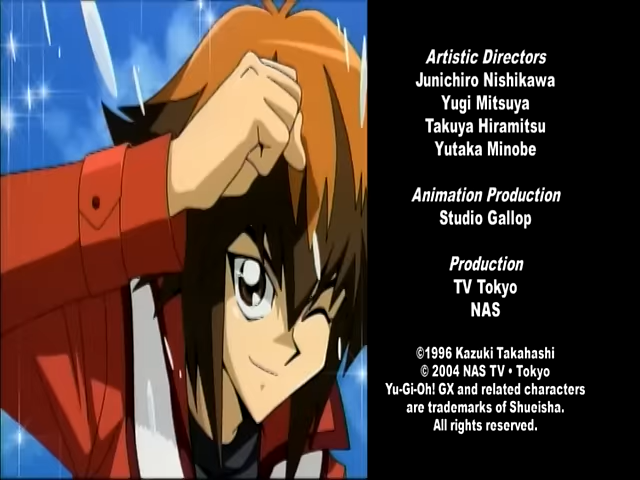 Artistic Directors
Junichiro Nishikawa
Yugi Mitsuya
Takuya Hiramitsu
Yutaka Minobe
Animation Production
Studio Gallop
Production
TV Tokyo
NAS
©1996 Kazuki Takahashi
© 2004 NAS TV • Tokyo
Yu-Gi-Oh! GX and related characters
are trademarks of Shueisha.
All rights reserved.